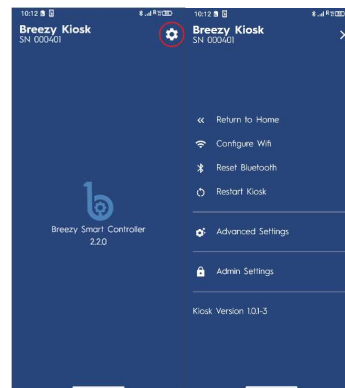 10:12
Breezy Kiosk
SN 000401
Breezy Smart Controller
2.2.0
10:12
Breezy Kiosk
SN 000401
Return to Home
Configure Wifi
Reset Bluetooth
Restart Kiosk
Advanced Settings
Admin Settings
Kiosk Version 1.0.1-3